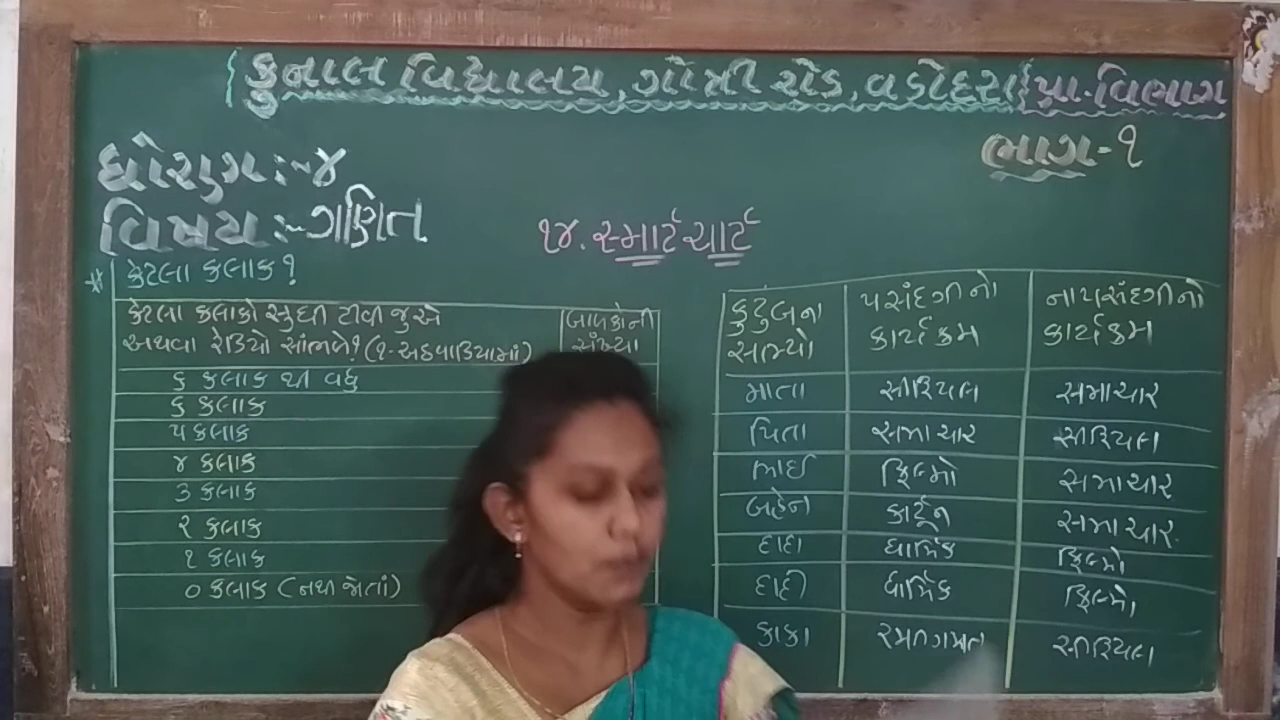 કુનાલ વિદ્યાલય, ગોત્રી રોડ, વડોદરા પ્રા. વિભાગ
ભાગ-૧
ધોરણ :- ૪
વિષય :- ગણિત
૧૪. સ્માર્ટ ચાર્ટ
* કેટલા કલાક ?
કેટલા કલાકો સુધી ટીવી જુએ
અથવા રેડિયો સાંભળે? (૧-અઠવાડિયામાં)
બાળકોની
સંખ્યા
૬ કલાક થી વધુ
૬ કલાક
૫ કલાક
૪ કલાક
૩ કલાક
૨ કલાક
૧ કલાક
૦ કલાક (નથી જોતાં)
કુટુંબના સભ્યો પસંદગીનો કાર્યક્રમ નાપસંદગીનો કાર્યક્રમ
માતા સીરિયલ સમાચાર
પિતા સમાચાર સીરિયલ
ભાઈ ફિલ્મો સમાચાર
બહેન કાર્ટૂન સમાચાર.
દાદા ધાર્મિક ફિલ્મો
દાદી ધાર્મિક ફિલ્મો
કાકા રમતગમત સીરિયલ